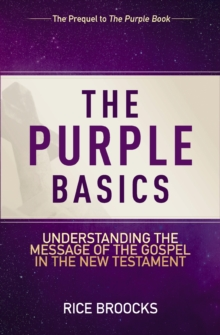 The Prequel to The Purple Book
THE
PURPLE
BASICS
UNDERSTANDING THE
MESSAGE OF THE GOSPEL
IN THE NEW TESTAMENT
RICE BROOCKS